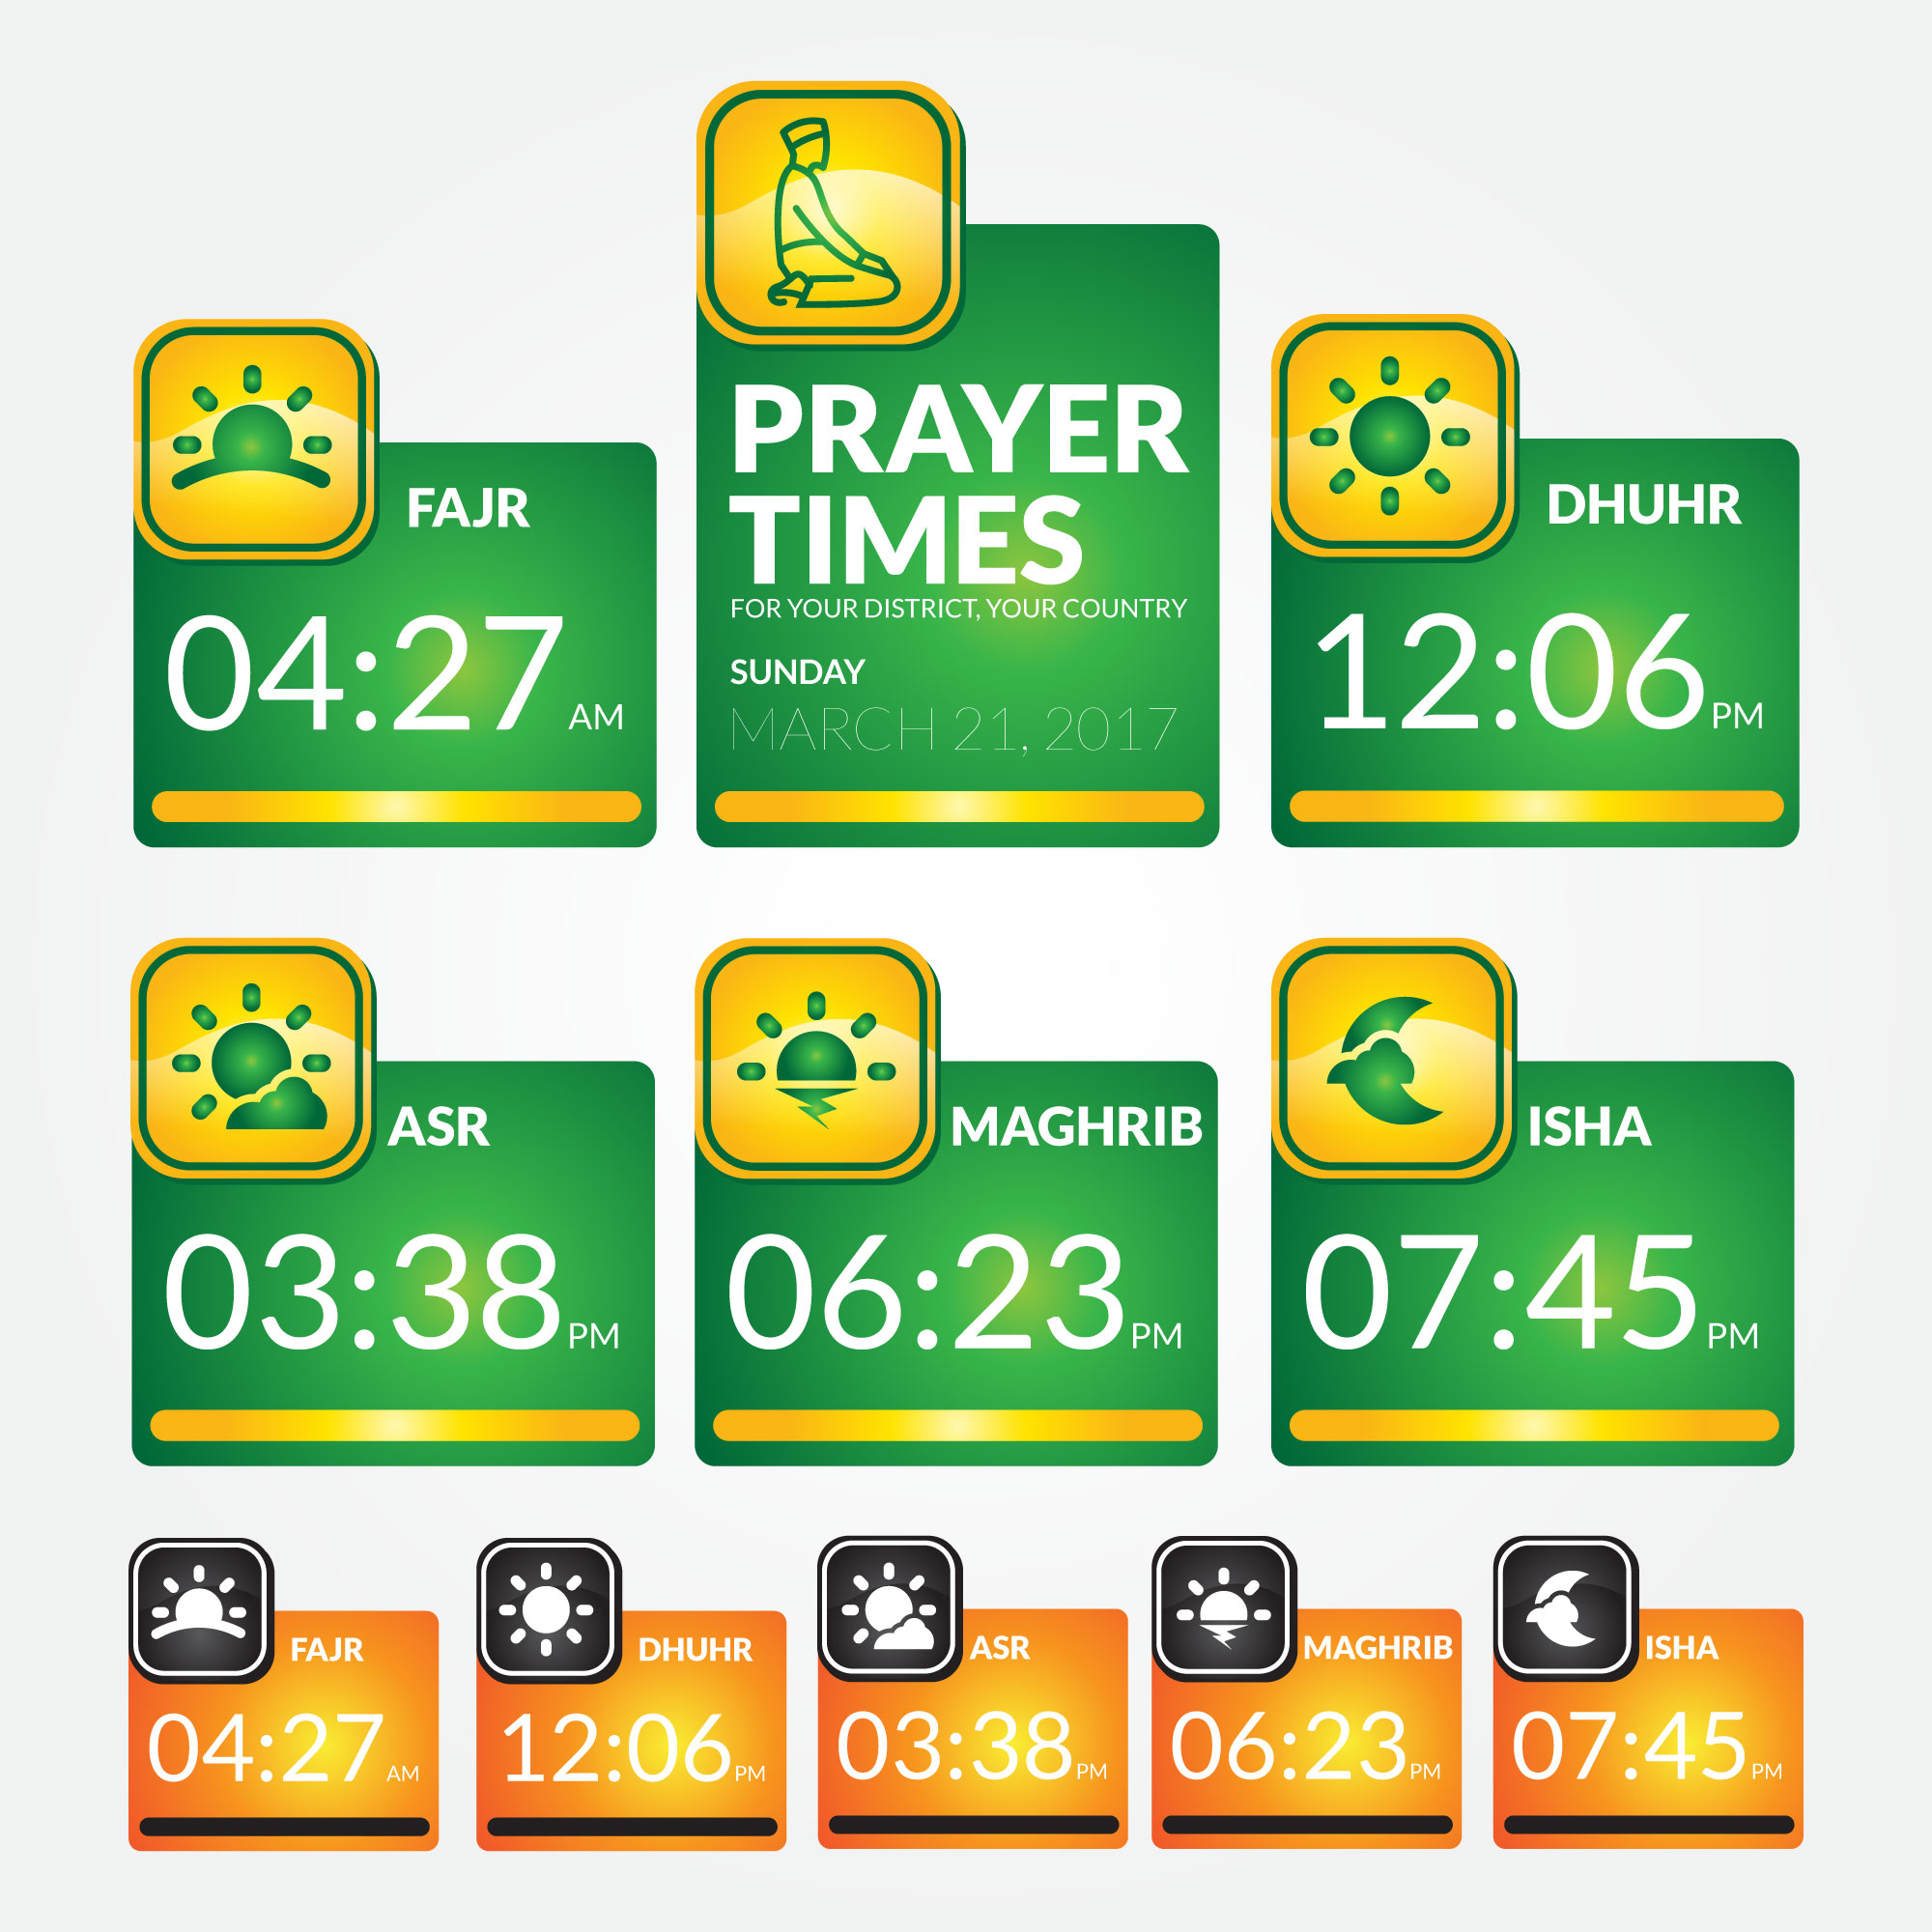 FAJR
04:27 AM
PRAYER
TIMES
FOR YOUR DISTRICT, YOUR COUNTRY
SUNDAY
MARCH 21, 2017
DHUHR
12:06 PM
ASR
03:38 PM
MAGHRIB
06:23 PM
ISHA
07:45 PM
FAJR
04:27 AM
DHUHR
12:06 PM
ASR
03:38 PM
MAGHRIB
06:23 PM
ISHA
07:45 PM